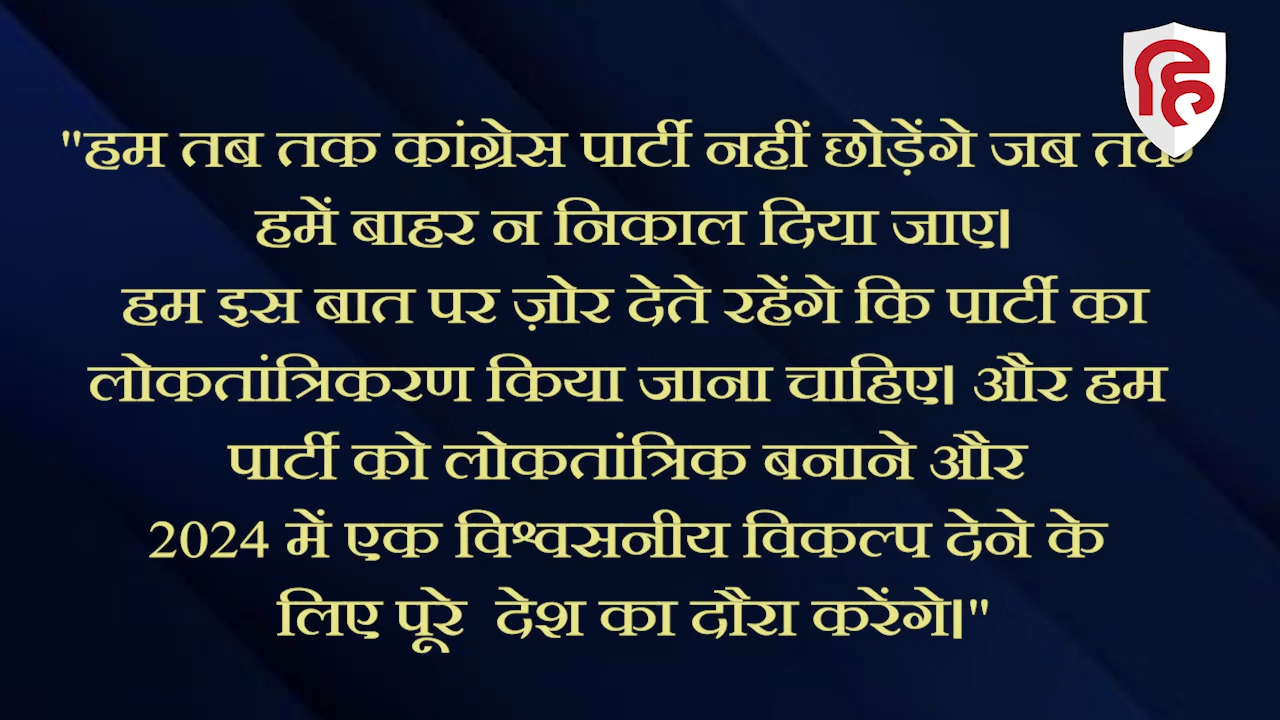 "हम तब तक कांग्रेस पार्टी नहीं छोड़ेंगे जब तक
हमें बाहर न निकाल दिया जाए।
हम इस बात पर ज़ोर देते रहेंगे कि पार्टी का
लोकतांत्रिकरण किया जाना चाहिए। और हम
पार्टी को लोकतांत्रिक बनाने और
2024 में एक विश्वसनीय विकल्प देने के
लिए पूरे देश का दौरा करेंगे।"
हि